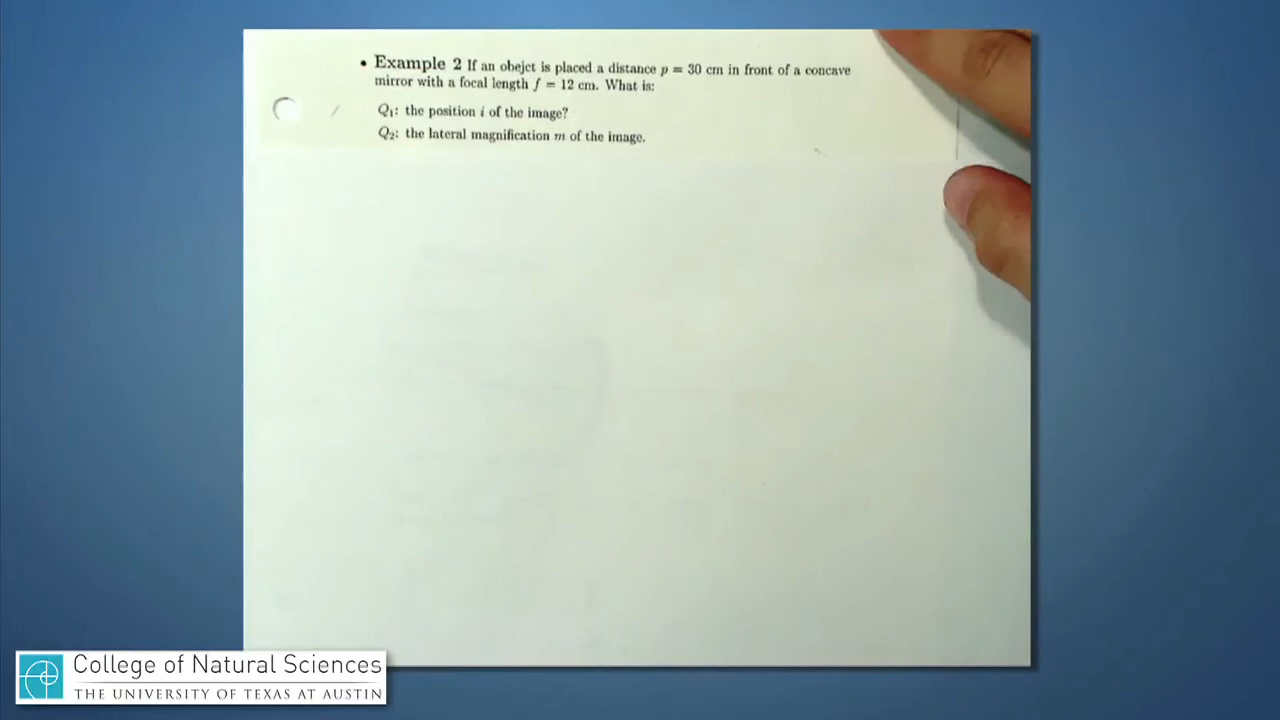 • Example 2 If an obejct is placed a distance p = 30 cm in front of a concave
mirror with a focal length f = 12 cm. What is:
Q₁: the position i of the image?
Q₂: the lateral magnification m of the image.
College of Natural Sciences
THE UNIVERSITY OF TEXAS AT AUSTIN